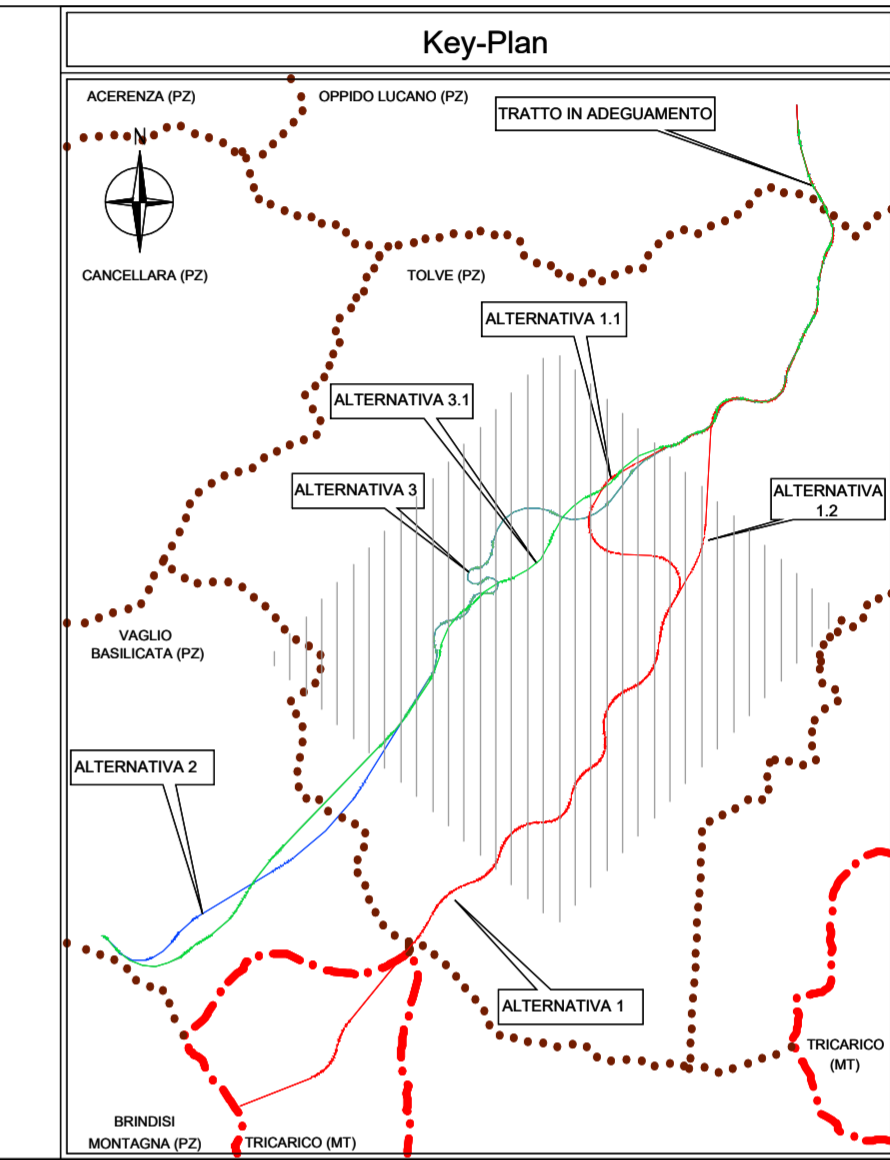 Key-Plan
ACERENZA (PZ)
OPPIDO LUCANO (PZ)
TRATTO IN ADEGUAMENTO
N
CANCELLARA (PZ)
TOLVE (PZ)
ALTERNATIVA 1.1
ALTERNATIVA 3.1
ALTERNATIVA 3
ALTERNATIVA
1.2
VAGLIO
BASILICATA (PZ)
ALTERNATIVA 2
ALTERNATIVA 1
TRICARICO
(MT)
BRINDISI
MONTAGNA (PZ)
TRICARICO (MT)